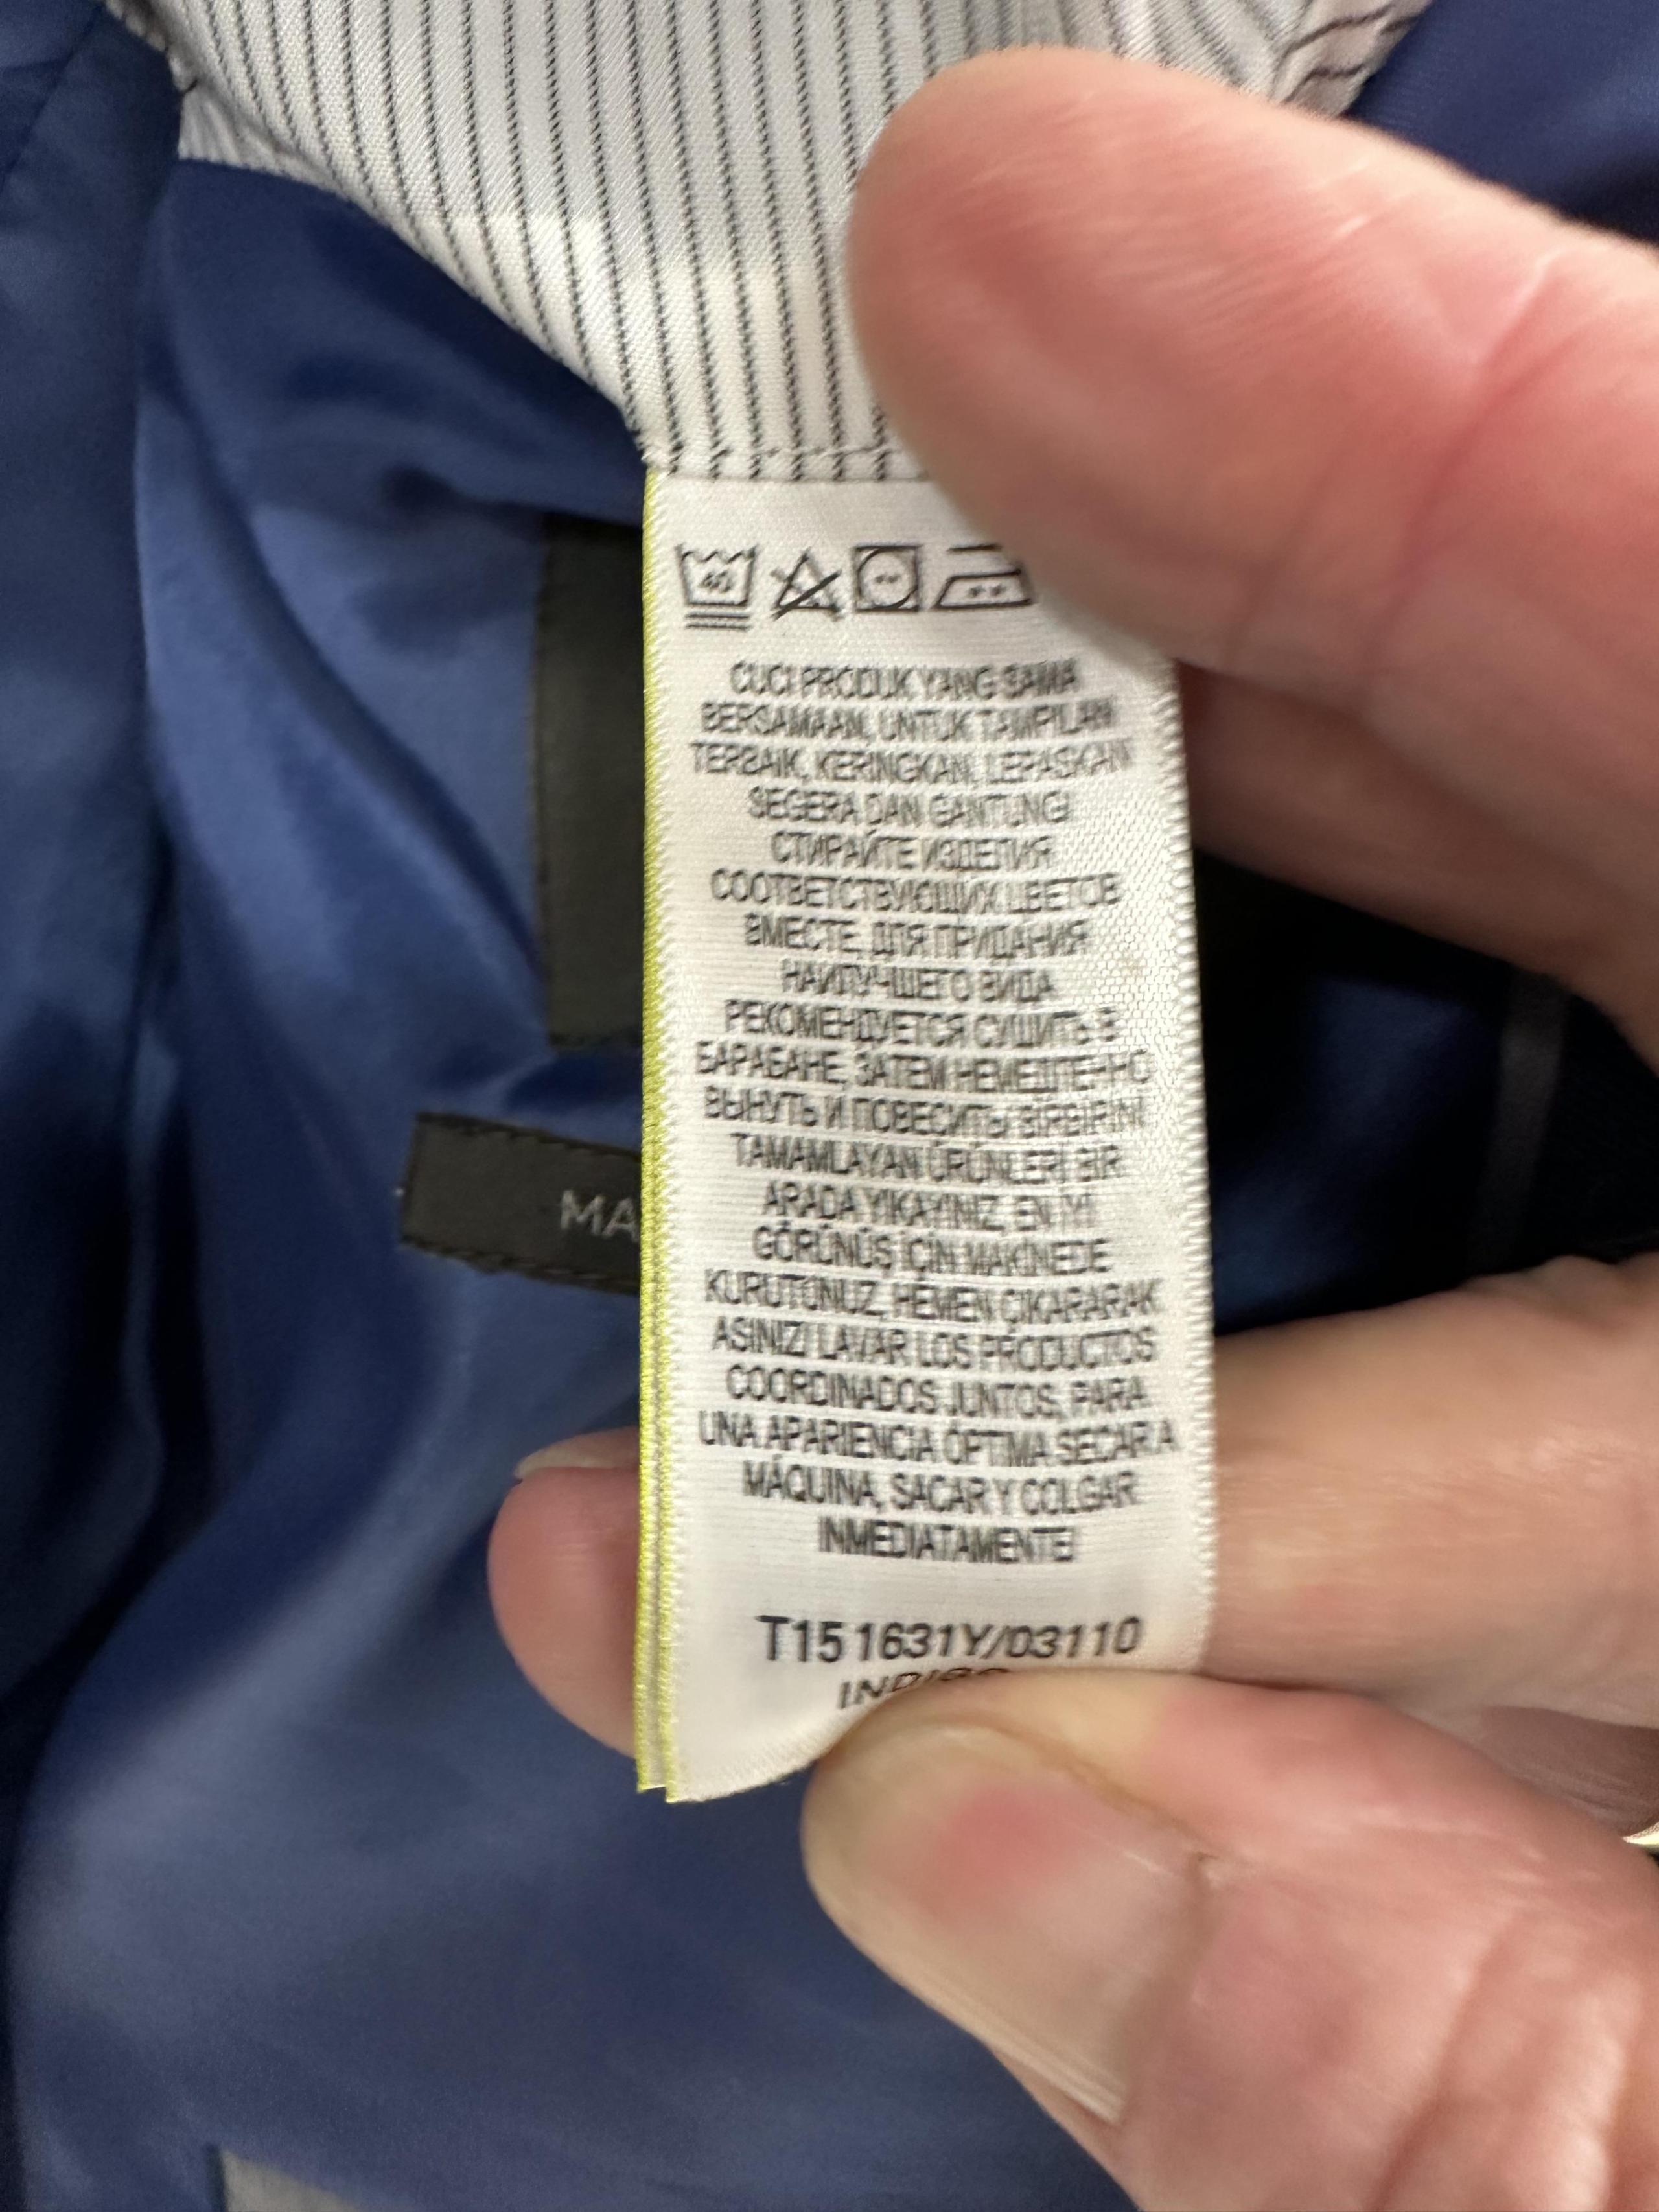 40
CUCI PRODUK YANG SAMA
BERSAMAAN, UNTUK TAMPILAN
TERBAIK, KERINGKAN, LEPASKAN
SEGERA DAN GANTUNG!
СТИРАЙТЕ ИЗДЕЛИЯ
СООТВЕТСТВУЮЩИХ ЦВЕТОВ
ВМЕСТЕ, ДЛЯ ПРИДАНИЯ
НАИЛУЧШЕГО ВИДА
РЕКОМЕНДУЕТСЯ СУШИТЬ В
БАРАБАНЕ, ЗАТЕМ НЕМЕДЛЕННО
ВЫНУТЬ И ПОВЕСИТЬ! BİRBİRİNİ
TAMAMLAYAN ÜRÜNLERİ BİR
ARADA YIKAYINIZ, EN İYİ
GÖRÜNÜŞ İÇİN MAKİNEDE
KURUTUNUZ, HEMEN ÇIKARARAK
ASINIZ! LAVAR LOS PRODUCTOS
COORDINADOS JUNTOS, PARA
UNA APARIENCIA ÓPTIMA SECAR A
MÁQUINA, SACAR Y COLGAR
INMEDIATAMENTE!
T15 1631Y/03110
MA